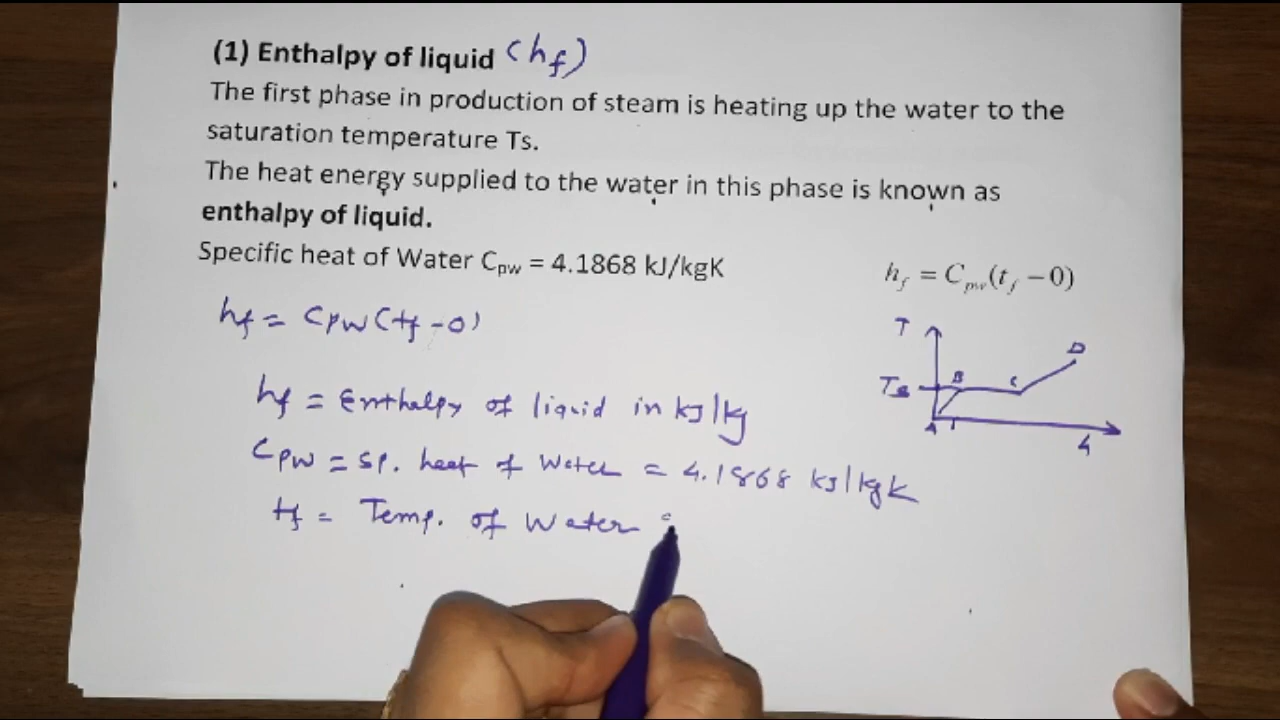 (1) Enthalpy of liquid (hf)
The first phase in production of steam is heating up the water to the
saturation temperature Ts.
The heat energy supplied to the water in this phase is known as
enthalpy of liquid.
Specific heat of Water Cpw = 4.1868 kJ/kgK
hf = Cpw(tf – 0)
hf = Cpw(tf - 0)
T
Ts
B
C
D
A
hf = Enthalpy of liquid in kJ/kg
Cpw = Sp. heat of Water = 4.1868 kJ/kgK
tf = Temp. of Water